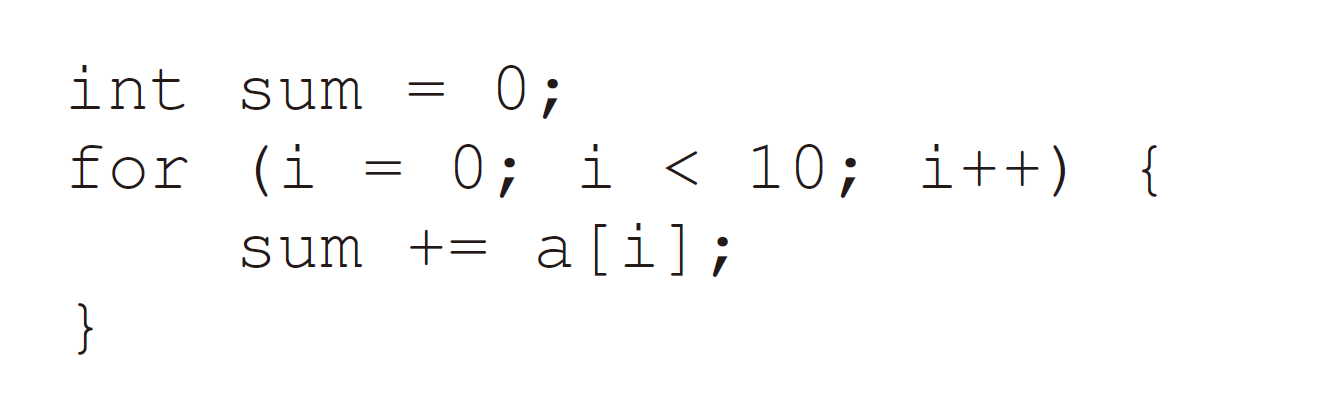 int sum = 0;
for (i = 0; i < 10; i++) {
    sum += a[i];
}